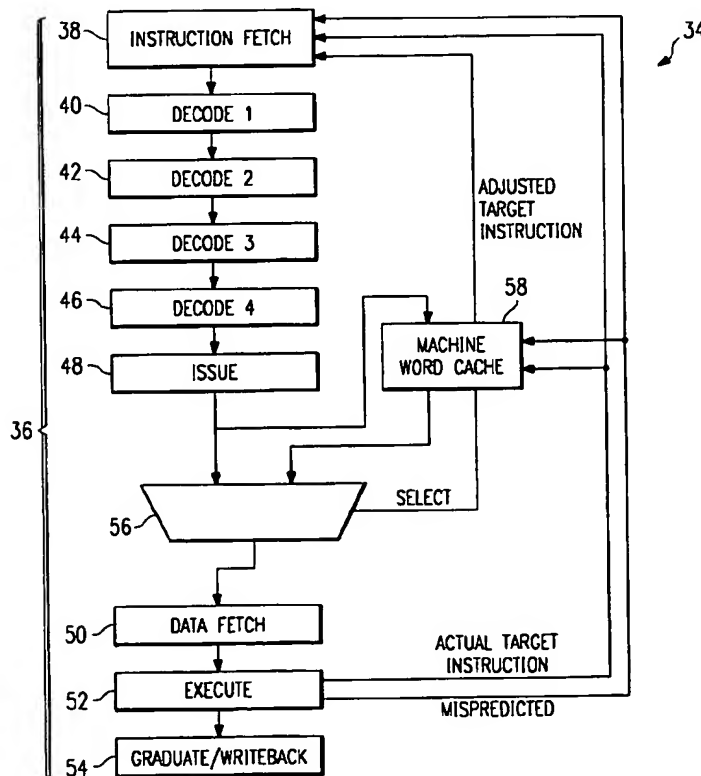 34
38
INSTRUCTION FETCH
40
DECODE 1
42
DECODE 2
44
DECODE 3
46
DECODE 4
48
ISSUE
ADJUSTED
TARGET
INSTRUCTION
58
MACHINE
WORD CACHE
36
56
SELECT
50
DATA FETCH
52
EXECUTE
ACTUAL TARGET
INSTRUCTION
MISPREDICTED
54
GRADUATE/WRITEBACK